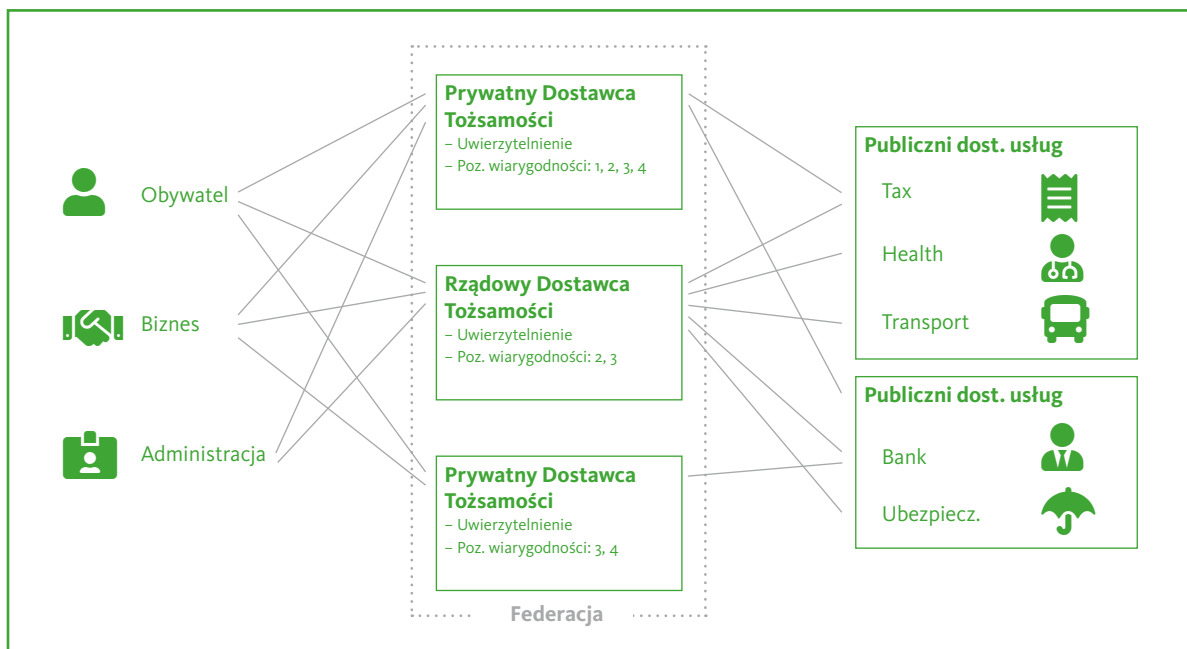 Obywatel
Biznes
Administracja
Prywatny Dostawca
Tożsamości
– Uwierzytelnienie
– Poz. wiarygodności: 1, 2, 3, 4
Rządowy Dostawca
Tożsamości
– Uwierzytelnienie
– Poz. wiarygodności: 2, 3
Prywatny Dostawca
Tożsamości
– Uwierzytelnienie
– Poz. wiarygodności: 3, 4
Federacja
Publiczni dost. usług
Tax
Health
Transport
Publiczni dost. usług
Bank
Ubezpiecz.